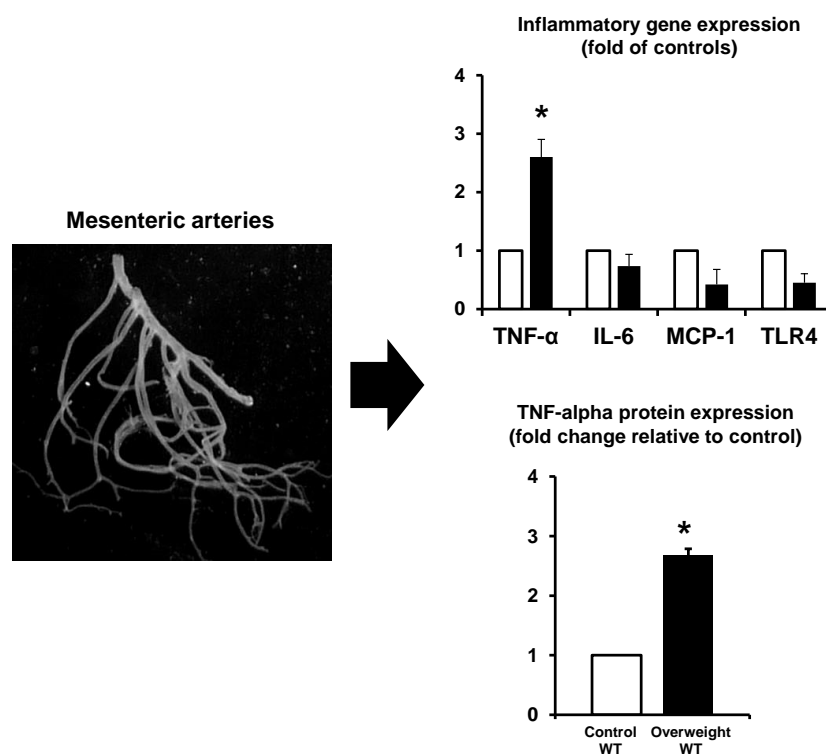 Mesenteric arteries
Inflammatory gene expression
(fold of controls)
4
3
2
1
0
*
TNF-α IL-6 MCP-1 TLR4
TNF-alpha protein expression
(fold change relative to control)
4
3
2
1
0
*
Control Overweight
WT WT